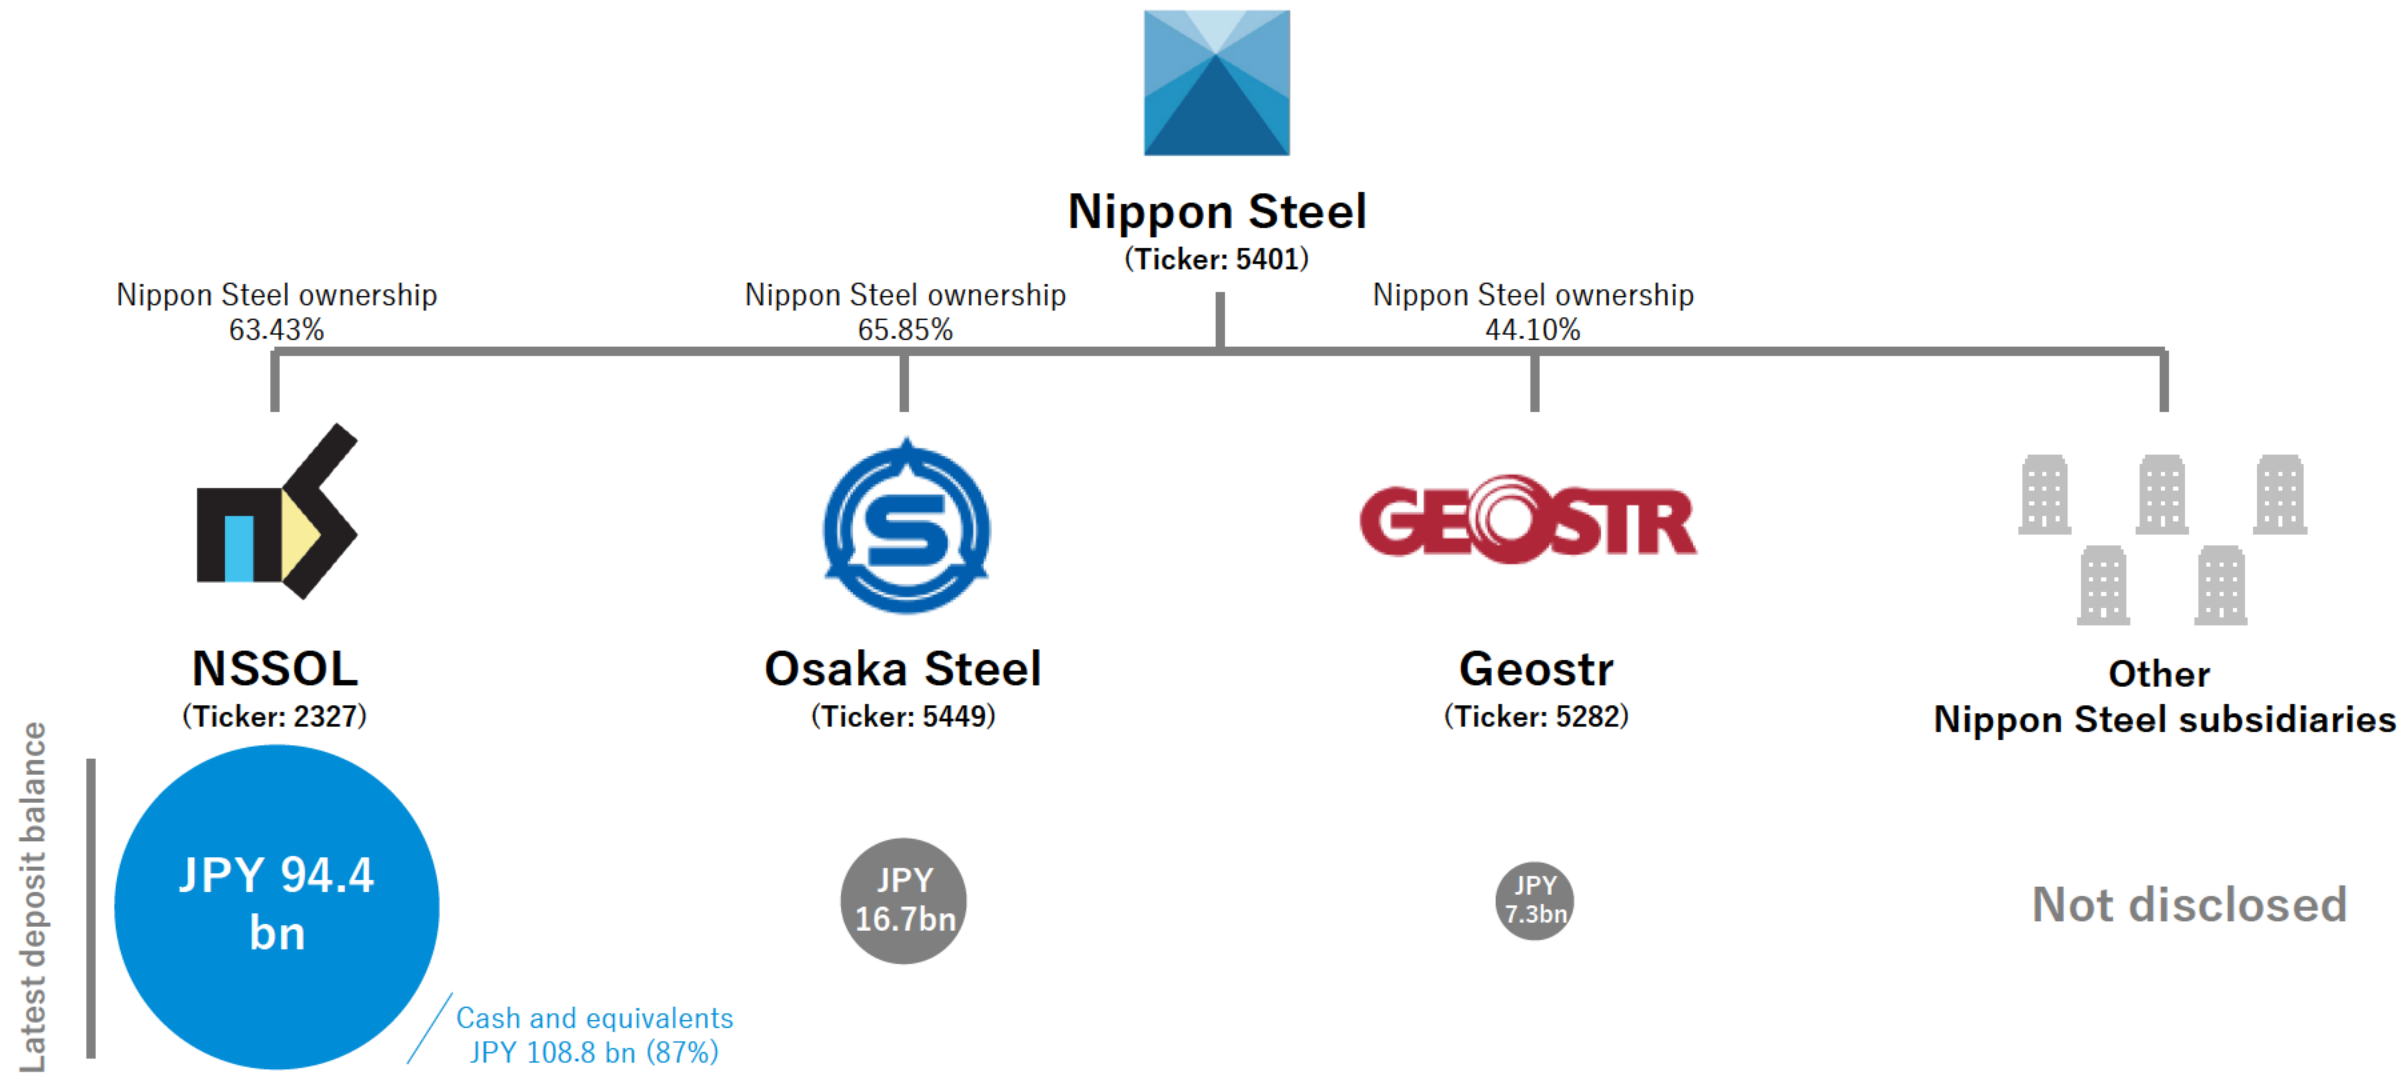 Nippon Steel
(Ticker: 5401)
Nippon Steel ownership
63.43%
Nippon Steel ownership
65.85%
Nippon Steel ownership
44.10%
S
GEOSTR
NSSOL
(Ticker: 2327)
Osaka Steel
(Ticker: 5449)
Geostr
(Ticker: 5282)
Other
Nippon Steel subsidiaries
Latest deposit balance
JPY 94.4
bn
JPY
16.7bn
JPY
7.3bn
Not disclosed
Cash and equivalents
JPY 108.8 bn (87%)